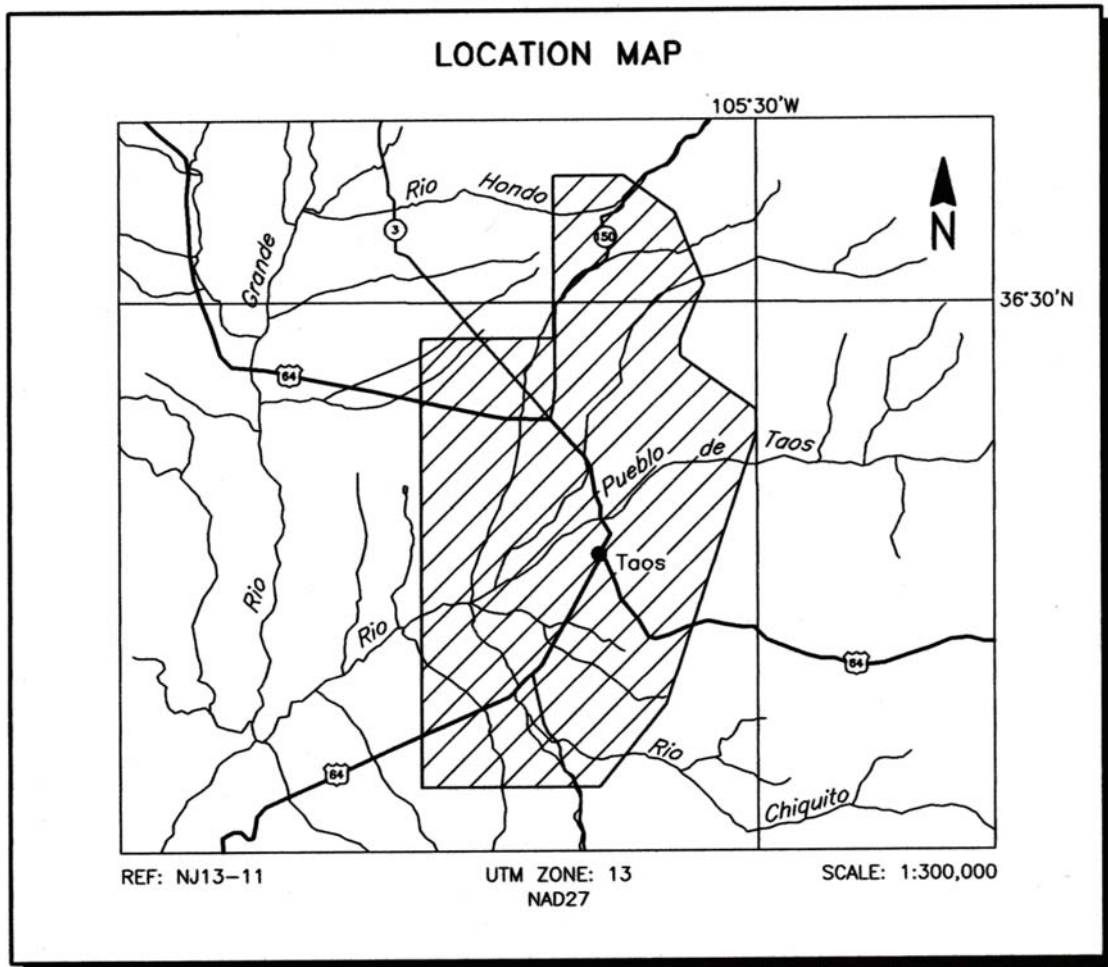 LOCATION MAP
105°30'W
Rio Hondo
3
150
N
Grande
36°30'N
64
Pueblo de Taos
Taos
Rio
Rio
64
Rio
64
Chiquito
REF: NJ13-11
UTM ZONE: 13
SCALE: 1:300,000
NAD27